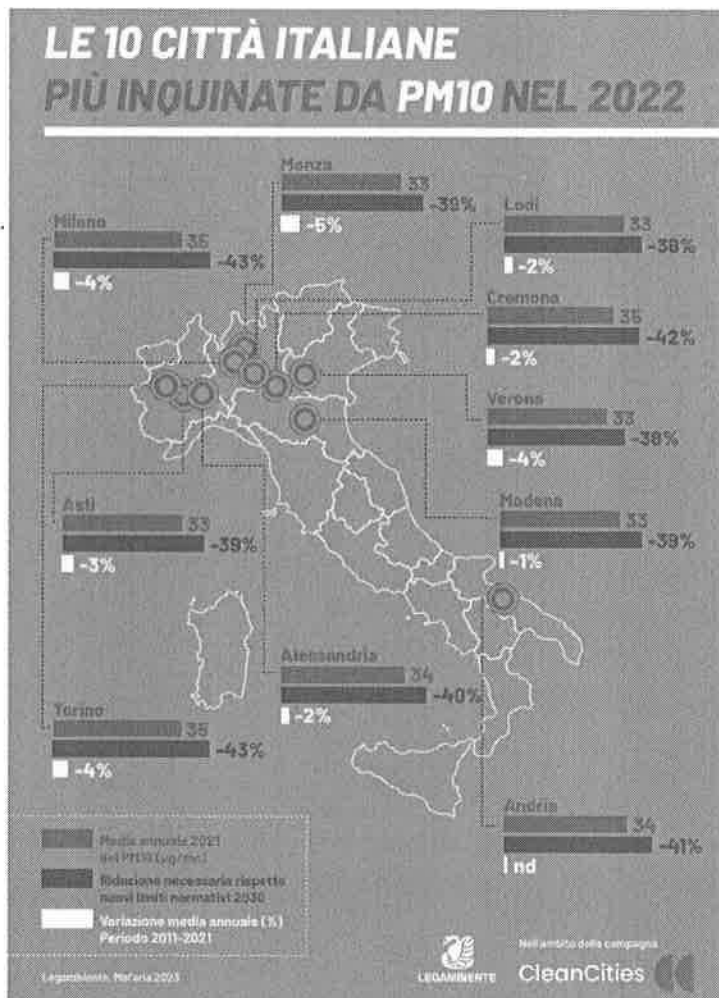 LE 10 CITTÀ ITALIANE
PIÙ INQUINATE DA PM10 NEL 2022
Monza
33
-39%
-5%
Milano
35
-43%
-4%
Lodi
33
-38%
-2%
Cremona
35
-42%
-2%
Verona
33
-38%
-4%
Modena
33
-39%
-1%
Asti
33
-39%
-3%
Alessandria
34
-40%
-2%
Torino
35
-43%
-4%
Andria
34
-41%
nd
Media annuale 2021
del PM10 (ug/mc)
Riduzione necessaria rispetto
nuovi limiti normativi 2030
Variazione media annuale (%)
Periodo 2011-2021
Legambiente, Mal'aria 2023
LEGAMBIENTE
Nell'ambito della campagna
CleanCities